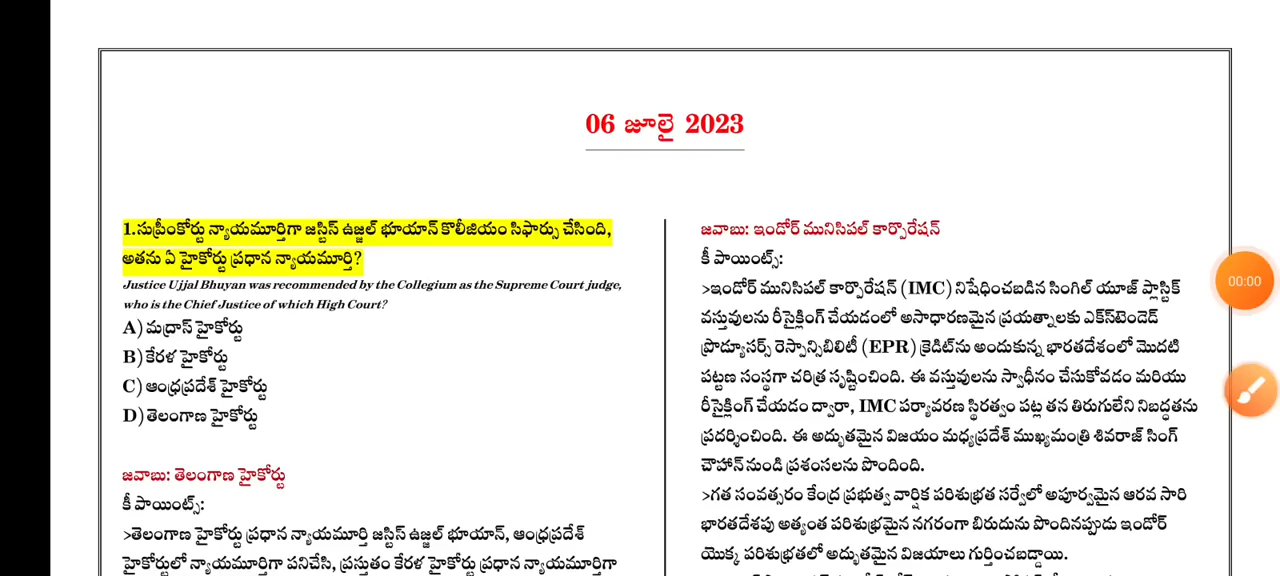 06 జూలై 2023
1.సుప్రీంకోర్టు న్యాయమూర్తిగా జస్టిస్ ఉజ్జల్ భూయాన్ కొలీజియం సిఫార్సు చేసింది,
అతను ఏ హైకోర్టు ప్రధాన న్యాయమూర్తి?
Justice Ujjal Bhuyan was recommended by the Collegium as the Supreme Court judge,
who is the Chief Justice of which High Court?
A) మద్రాస్ హైకోర్టు
B) కేరళ హైకోర్టు
C) ఆంధ్రప్రదేశ్ హైకోర్టు
D) తెలంగాణ హైకోర్టు
జవాబు: తెలంగాణ హైకోర్టు
కీ పాయింట్స్:
>తెలంగాణ హైకోర్టు ప్రధాన న్యాయమూర్తి జస్టిస్ ఉజ్జల్ భూయాన్, ఆంధ్రప్రదేశ్
హైకోర్టులో న్యాయమూర్తిగా పనిచేసి, ప్రస్తుతం కేరళ హైకోర్టు ప్రధాన న్యాయమూర్తిగా
జవాబు: ఇండోర్ మునిసిపల్ కార్పొరేషన్
కీ పాయింట్స్:
>ఇండోర్ మునిసిపల్ కార్పొరేషన్ (IMC) నిషేధించబడిన సింగిల్ యూజ్ ప్లాస్టిక్
వస్తువులను రీసైక్లింగ్ చేయడంలో అసాధారణమైన ప్రయత్నాలకు ఎక్స్‌టెండెడ్
ప్రొడ్యూసర్స్ రెస్పాన్సిబిలిటీ (EPR) క్రెడిట్‌ను అందుకున్న భారతదేశంలో మొదటి
పట్టణ సంస్థగా చరిత్ర సృష్టించింది. ఈ వస్తువులను స్వాధీనం చేసుకోవడం మరియు
రీసైక్లింగ్ చేయడం ద్వారా, IMC పర్యావరణ స్థిరత్వం పట్ల తన తిరుగులేని నిబద్ధతను
ప్రదర్శించింది. ఈ అద్భుతమైన విజయం మధ్యప్రదేశ్ ముఖ్యమంత్రి శివరాజ్ సింగ్
చౌహాన్ నుండి ప్రశంసలను పొందింది.
>గత సంవత్సరం కేంద్ర ప్రభుత్వ వార్షిక పరిశుభ్రత సర్వేలో అపూర్వమైన ఆరవ సారి
భారతదేశపు అత్యంత పరిశుభ్రమైన నగరంగా బిరుదును పొందినప్పుడు ఇండోర్
యొక్క పరిశుభ్రతలో అద్భుతమైన విజయాలు గుర్తించబడ్డాయి.
00:00